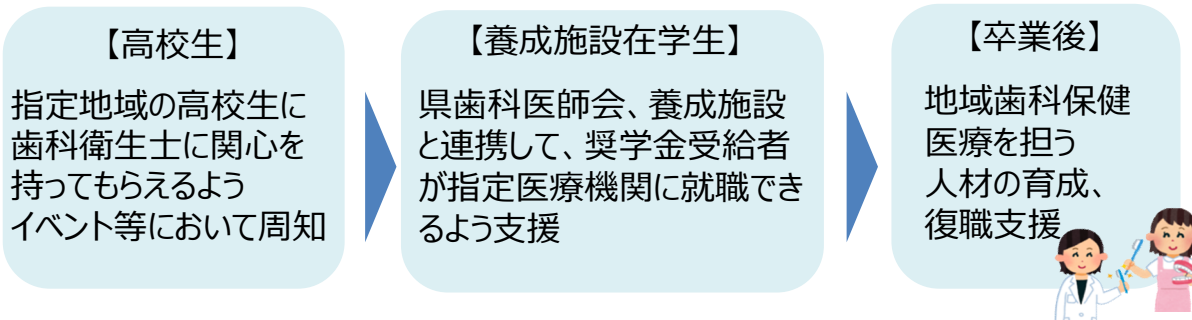 【高校生】
指定地域の高校生に
歯科衛生士に関心を
持ってもらえるよう
イベント等において周知
【養成施設在学生】
県歯科医師会、養成施設
と連携して、奨学金受給者
が指定医療機関に就職でき
るよう支援
【卒業後】
地域歯科保健
医療を担う
人材の育成、
復職支援